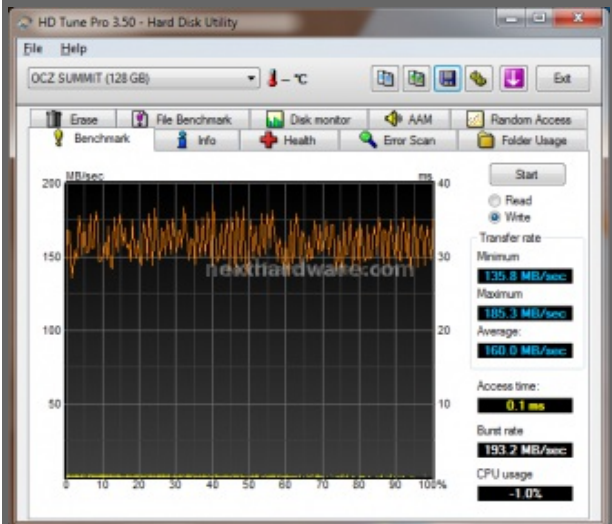 HD Tune Pro 3.50 - Hard Disk Utility
File Help
OCZ SUMMIT (128 GB) – °C Exit
Erase File Benchmark Disk monitor AAM Random Access
Benchmark Info Health Error Scan Folder Usage
MB/sec ms
200 40
150 30
100 20
50 10
0 10 20 30 40 50 60 70 80 90 100%
nexthardware.com
Start
Read
Write
Transfer rate
Minimum
135.8 MB/sec
Maximum
185.3 MB/sec
Average:
160.0 MB/sec
Access time:
0.1 ms
Burst rate
193.2 MB/sec
CPU usage
-1.0%